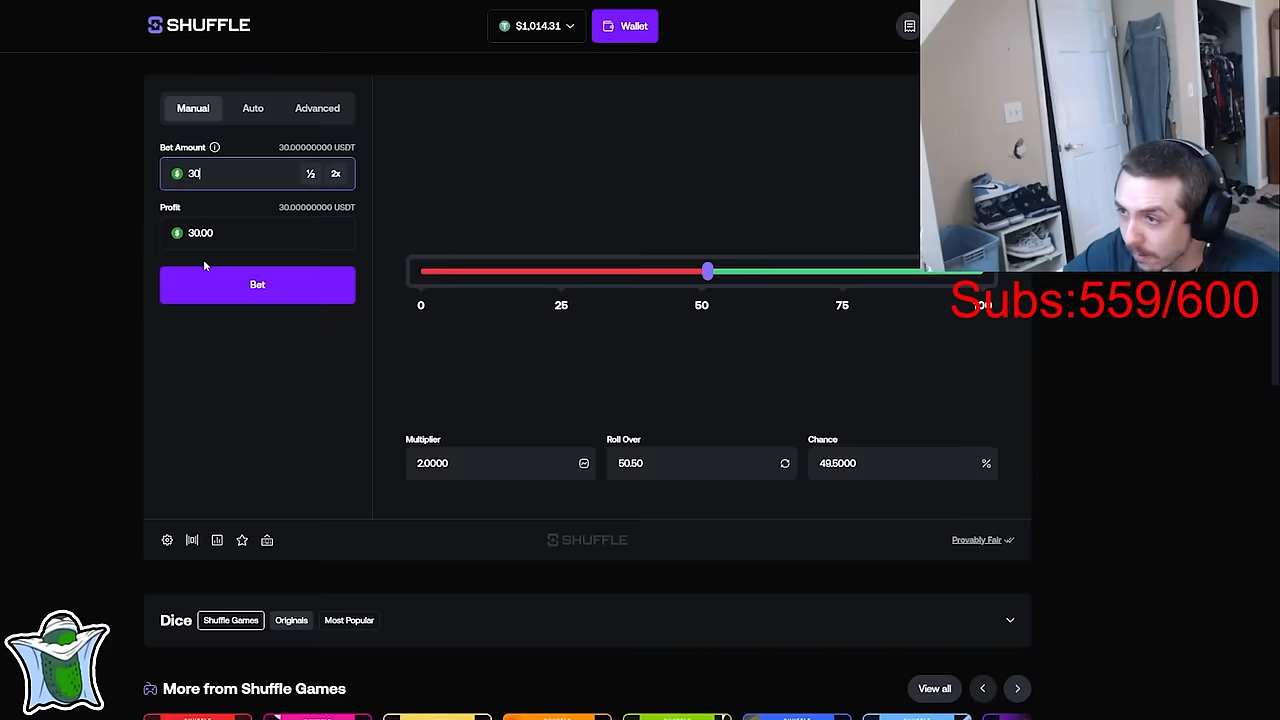 SHUFFLE
$1,014.31
Wallet
Manual
Auto
Advanced
Bet Amount
30.00000000 USDT
30
½
2x
Profit
30.00000000 USDT
30.00
Bet
0
25
50
75
100
Subs:559/600
Multiplier
Roll Over
Chance
2.0000
50.50
49.5000
%
SHUFFLE
Provably Fair
Dice
Shuffle Games
Originals
Most Popular
More from Shuffle Games
View all